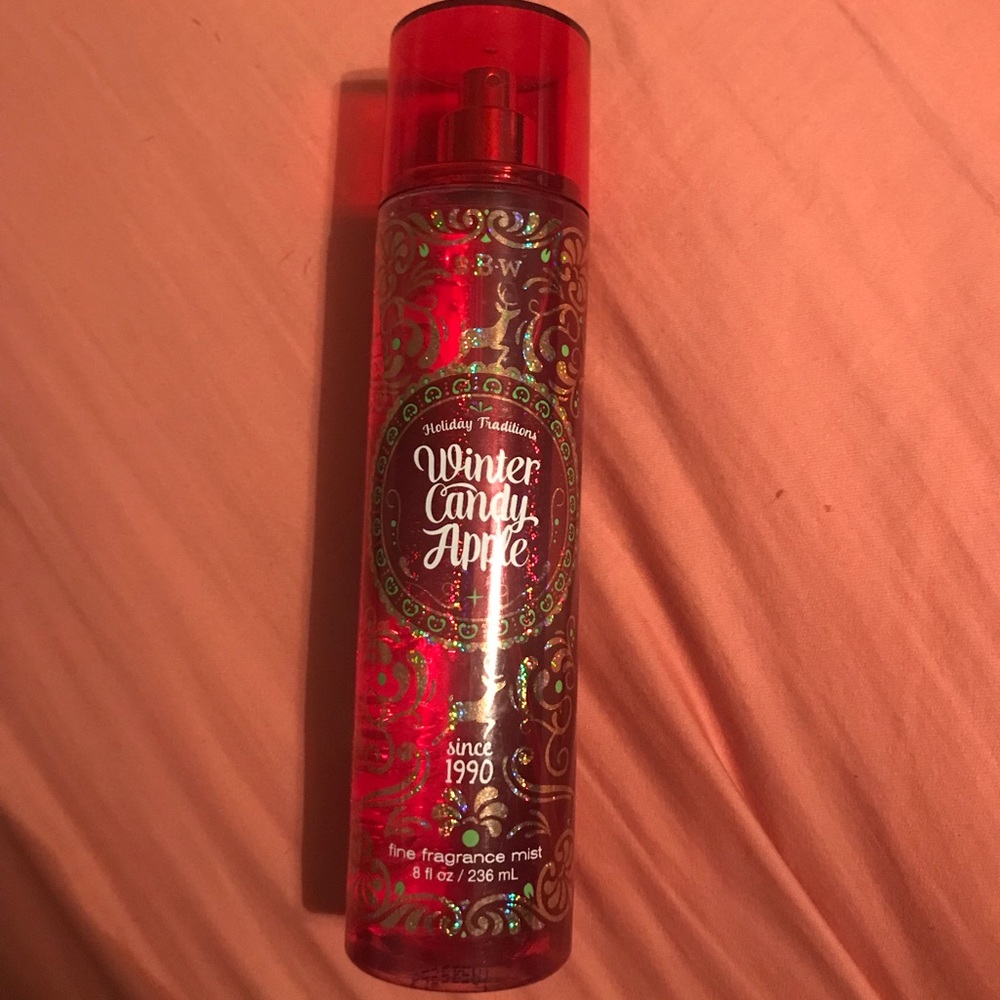 B·W
Holiday Traditions
Winter
Candy
Apple
since
1990
fine fragrance mist
8 fl oz / 236 mL